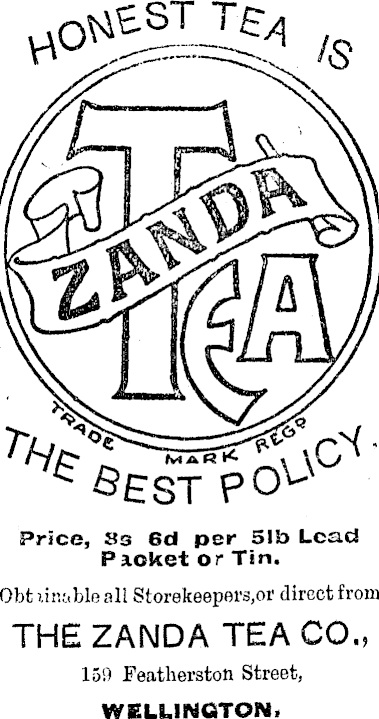 HONEST TEA IS
TEA
ZANDA
TRADE MARK REGD
THE BEST POLICY.
Price, 3s 6d per 5lb Lead
Packet or Tin.
Obtainable all Storekeepers, or direct from
THE ZANDA TEA CO.,
159 Featherston Street,
WELLINGTON.